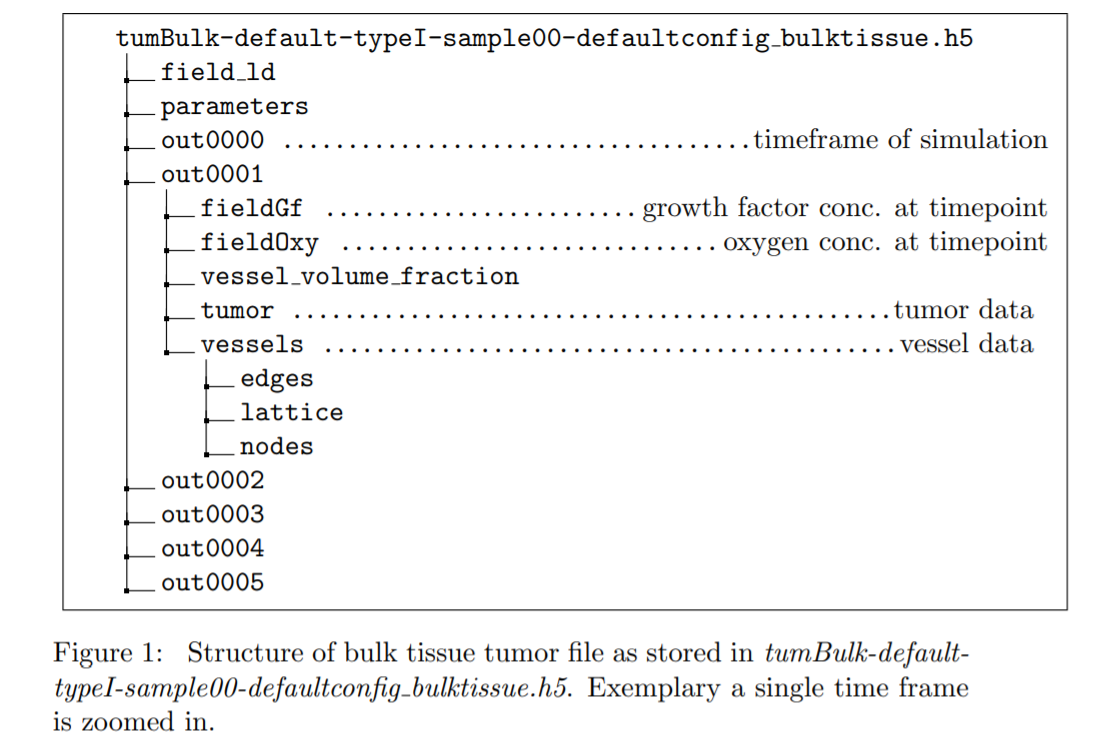 tumBulk-default-typeI-sample00-defaultconfig_bulktissue.h5
field_ld
parameters
out0000 ....................................timeframe of simulation
out0001
fieldGf ........................growth factor conc. at timepoint
fieldOxy .............................oxygen conc. at timepoint
vessel_volume_fraction
tumor ..............................................tumor data
vessels ............................................vessel data
edges
lattice
nodes
out0002
out0003
out0004
out0005
Figure 1: Structure of bulk tissue tumor file as stored in tumBulk-default-
typeI-sample00-defaultconfig_bulktissue.h5. Exemplary a single time frame
is zoomed in.